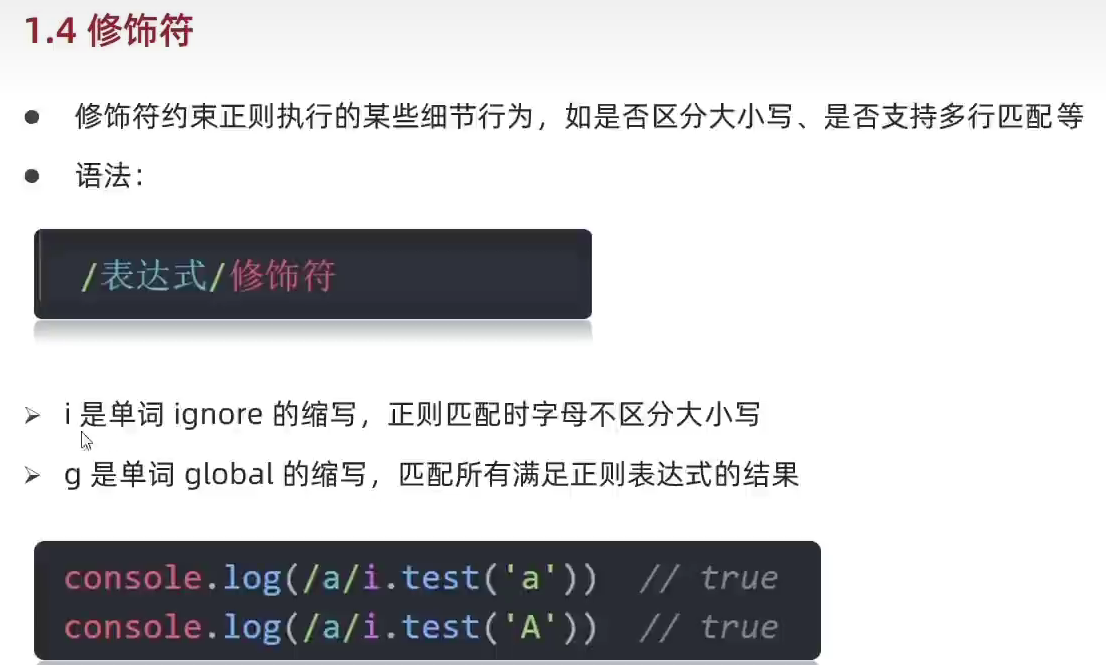 1.4 修饰符
● 修饰符约束正则执行的某些细节行为，如是否区分大小写、是否支持多行匹配等
● 语法：
/表达式/修饰符
➢ i 是单词 ignore 的缩写，正则匹配时字母不区分大小写
➢ g 是单词 global 的缩写，匹配所有满足正则表达式的结果
console.log(/a/i.test('a')) // true
console.log(/a/i.test('A')) // true